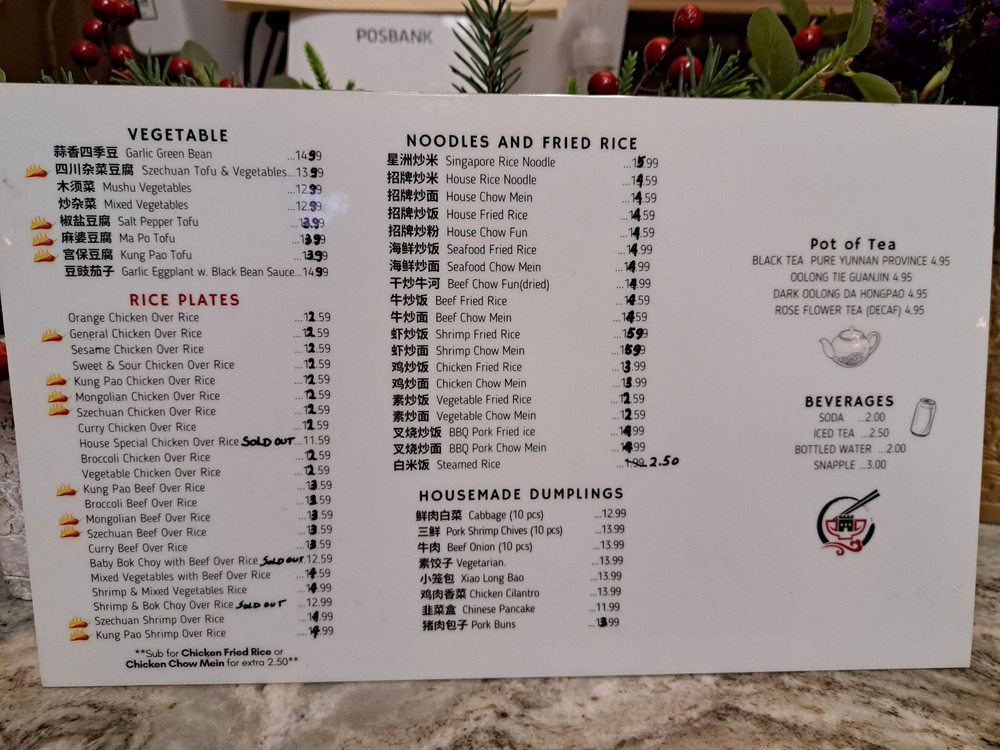 POSBANK
VEGETABLE
蒜香四季豆 Garlic Green Bean ...14.99
四川杂菜豆腐 Szechuan Tofu & Vegetables...13.99
木须菜 Mushu Vegetables ...12.99
炒杂菜 Mixed Vegetables ...12.99
椒盐豆腐 Salt Pepper Tofu ...13.99
麻婆豆腐 Ma Po Tofu ...13.99
宫保豆腐 Kung Pao Tofu ...13.99
豆豉茄子 Garlic Eggplant w. Black Bean Sauce...14.99
RICE PLATES
Orange Chicken Over Rice ...12.59
General Chicken Over Rice ...12.59
Sesame Chicken Over Rice ...12.59
Sweet & Sour Chicken Over Rice ...12.59
Kung Pao Chicken Over Rice ...12.59
Mongolian Chicken Over Rice ...12.59
Szechuan Chicken Over Rice ...12.59
Curry Chicken Over Rice ...12.59
House Special Chicken Over Rice SOLD OUT...11.59
Broccoli Chicken Over Rice ...12.59
Vegetable Chicken Over Rice ...12.59
Kung Pao Beef Over Rice ...13.59
Broccoli Beef Over Rice ...13.59
Mongolian Beef Over Rice ...13.59
Szechuan Beef Over Rice ...13.59
Curry Beef Over Rice ...13.59
Baby Bok Choy with Beef Over Rice SOLD OUT...12.59
Mixed Vegetables with Beef Over Rice ...14.59
Shrimp & Mixed Vegetables Rice ....14.99
Shrimp & Bok Choy Over Rice SOLD OUT ...12.99
Szechuan Shrimp Over Rice ....14.99
Kung Pao Shrimp Over Rice ....14.99
**Sub for Chicken Fried Rice or
Chicken Chow Mein for extra 2.50**
NOODLES AND FRIED RICE
星洲炒米 Singapore Rice Noodle ...15.99
招牌炒米 House Rice Noodle ...14.59
招牌炒面 House Chow Mein ...14.59
招牌炒饭 House Fried Rice ...14.59
招牌炒粉 House Chow Fun ...14.59
海鲜炒饭 Seafood Fried Rice ...14.99
海鲜炒面 Seafood Chow Mein ...14.99
干炒牛河 Beef Chow Fun(dried) ...14.99
牛炒饭 Beef Fried Rice ...14.59
牛炒面 Beef Chow Mein ...14.59
虾炒饭 Shrimp Fried Rice
虾炒面 Shrimp Chow Mein
鸡炒饭 Chicken Fried Rice ...13.99
鸡炒面 Chicken Chow Mein ...13.99
素炒饭 Vegetable Fried Rice ...12.59
素炒面 Vegetable Chow Mein ...12.59
叉烧炒饭 BBQ Pork Fried ice ...14.99
叉烧炒面 BBQ Pork Chow Mein ...14.99
白米饭 Steamed Rice ...1.99 2.50
HOUSEMADE DUMPLINGS
鲜肉白菜 Cabbage (10 pcs) ...12.99
三鲜 Pork Shrimp Chives (10 pcs) ...13.99
牛肉 Beef Onion (10 pcs) ...13.99
素饺子 Vegetarian. ...13.99
小笼包 Xiao Long Bao ...13.99
鸡肉香菜 Chicken Cilantro ...13.99
韭菜盒 Chinese Pancake ...11.99
猪肉包子 Pork Buns ...13.99
Pot of Tea
BLACK TEA PURE YUNNAN PROVINCE 4.95
OOLONG TIE GUANJIN 4.95
DARK OOLONG DA HONGPAO 4.95
ROSE FLOWER TEA (DECAF) 4.95
BEVERAGES
SODA ...2.00
ICED TEA ...2.50
BOTTLED WATER ...2.00
SNAPPLE ...3.00